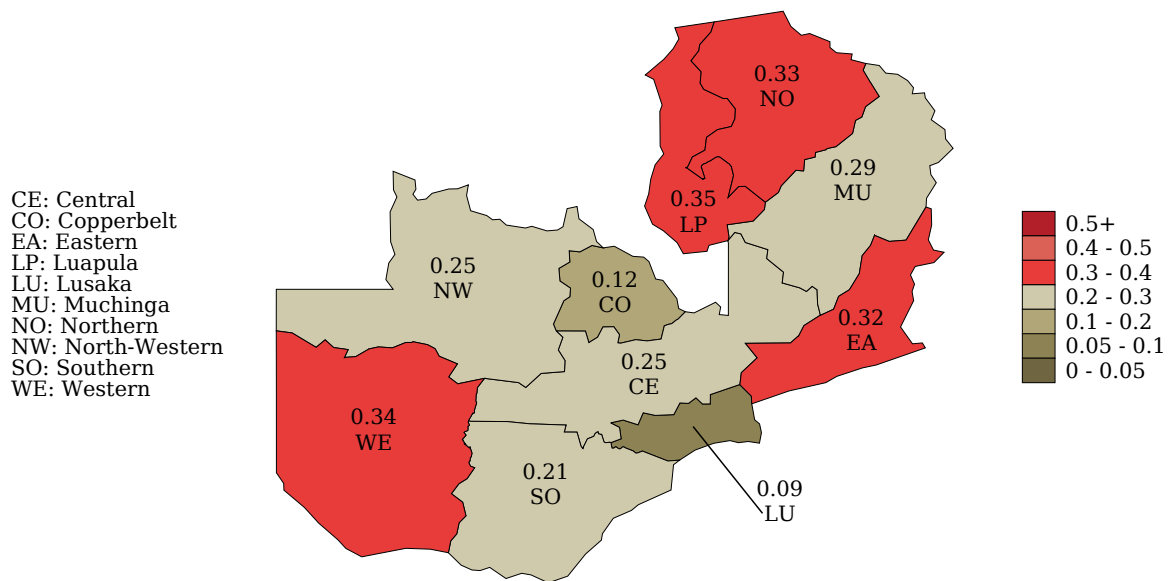 CE: Central
CO: Copperbelt
EA: Eastern
LP: Luapula
LU: Lusaka
MU: Muchinga
NO: Northern
NW: North-Western
SO: Southern
WE: Western
0.33
NO
0.29
MU
0.35
LP
0.25
NW
0.12
CO
0.32
EA
0.25
CE
0.34
WE
0.21
SO
0.09
LU
0.5+
0.4 - 0.5
0.3 - 0.4
0.2 - 0.3
0.1 - 0.2
0.05 - 0.1
0 - 0.05